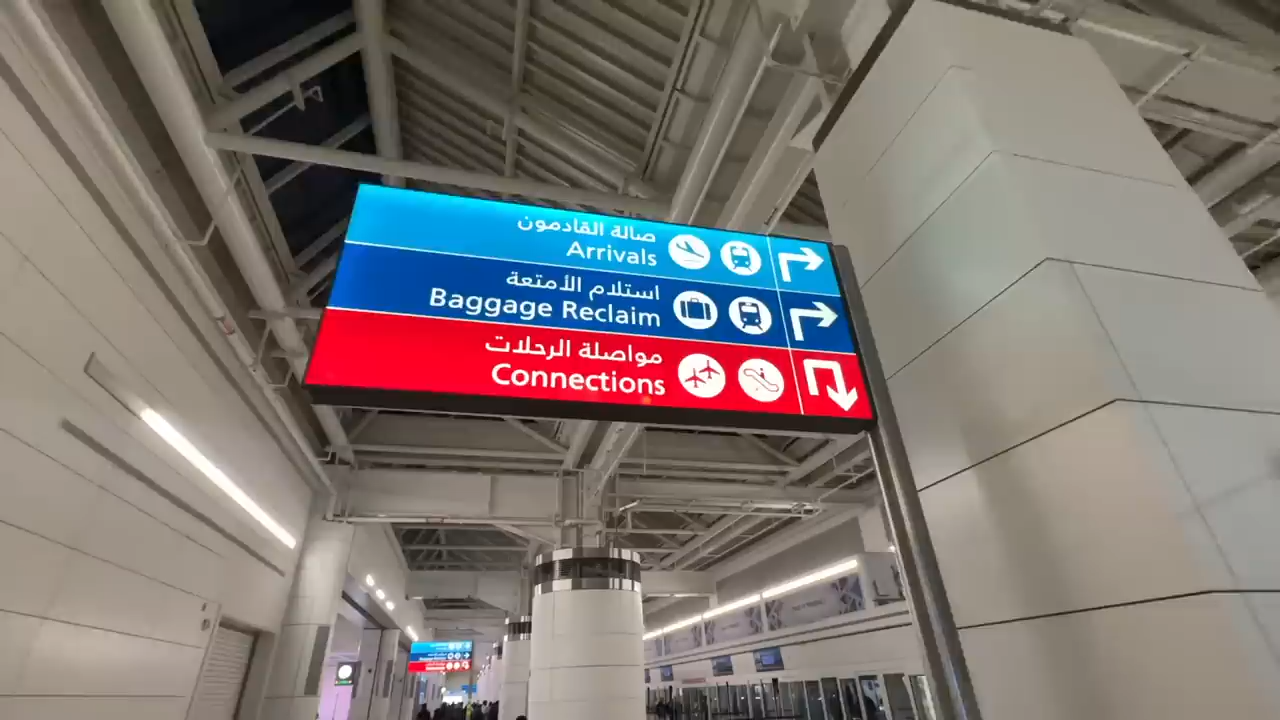 صالة القادمون
Arrivals
استلام الأمتعة
Baggage Reclaim
مواصلة الرحلات
Connections